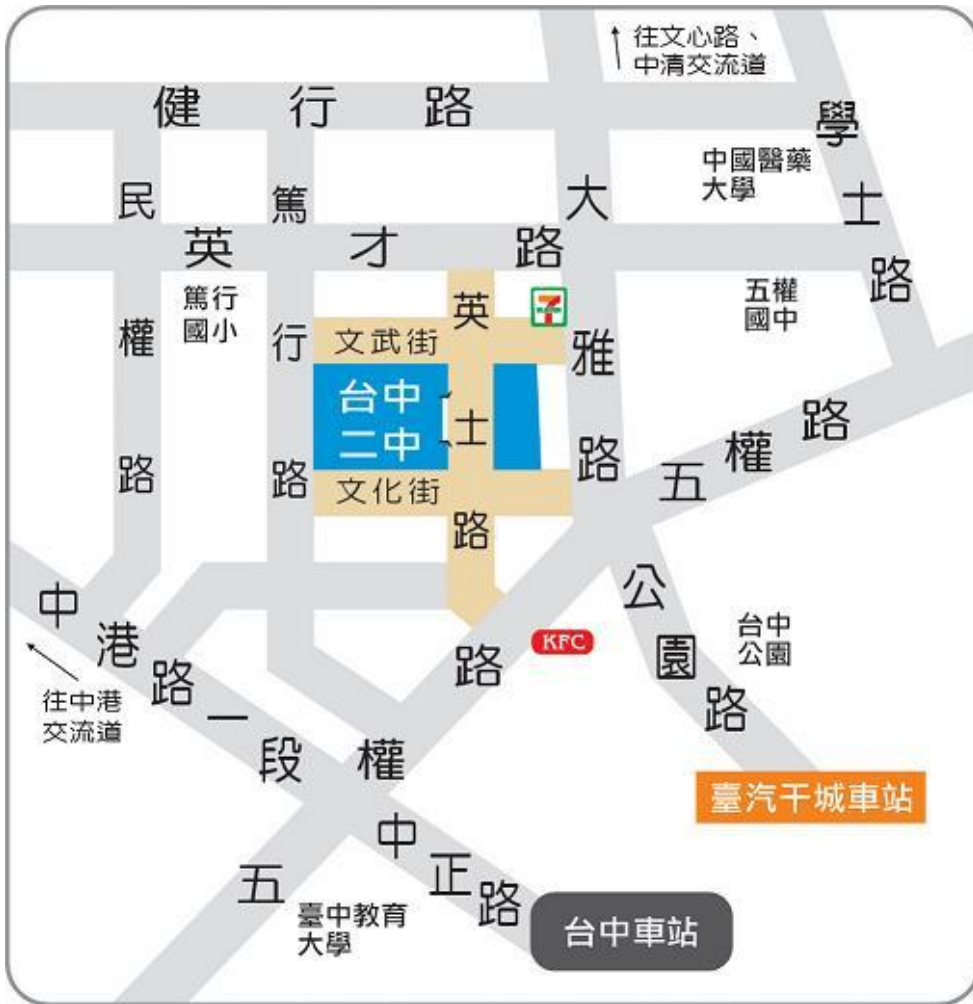 往文心路、
中清交流道
健行路
學士路
中國醫藥
大學
民權路
篤行路
大雅路
英才路
篤行
國小
英士路
7
五權
國中
文武街
台中
二中
文化街
五權路
公園路
台中
公園
KFC
中港路一段
往中港
交流道
五權路
中正路
臺汽干城車站
臺中教育
大學
台中車站